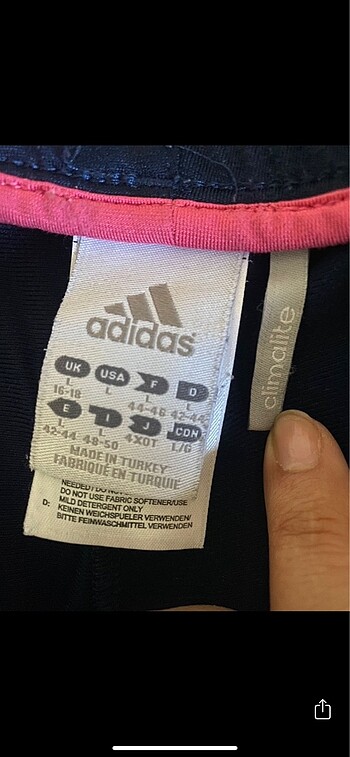 adidas
UK USA F D
L L L L
16-18 44-46 42-44
E I J CDN
L L 4XOT L/G
42-44 48-50
MADE IN TURKEY
FABRIQUÉ EN TURQUIE
NEEDED/DO NOT
DO NOT USE FABRIC SOFTENER/USE
D: MILD DETERGENT ONLY
KEINEN WEICHSPUELER VERWENDEN/
BITTE FEINWASCHMITTEL VERWENDEN
climalite